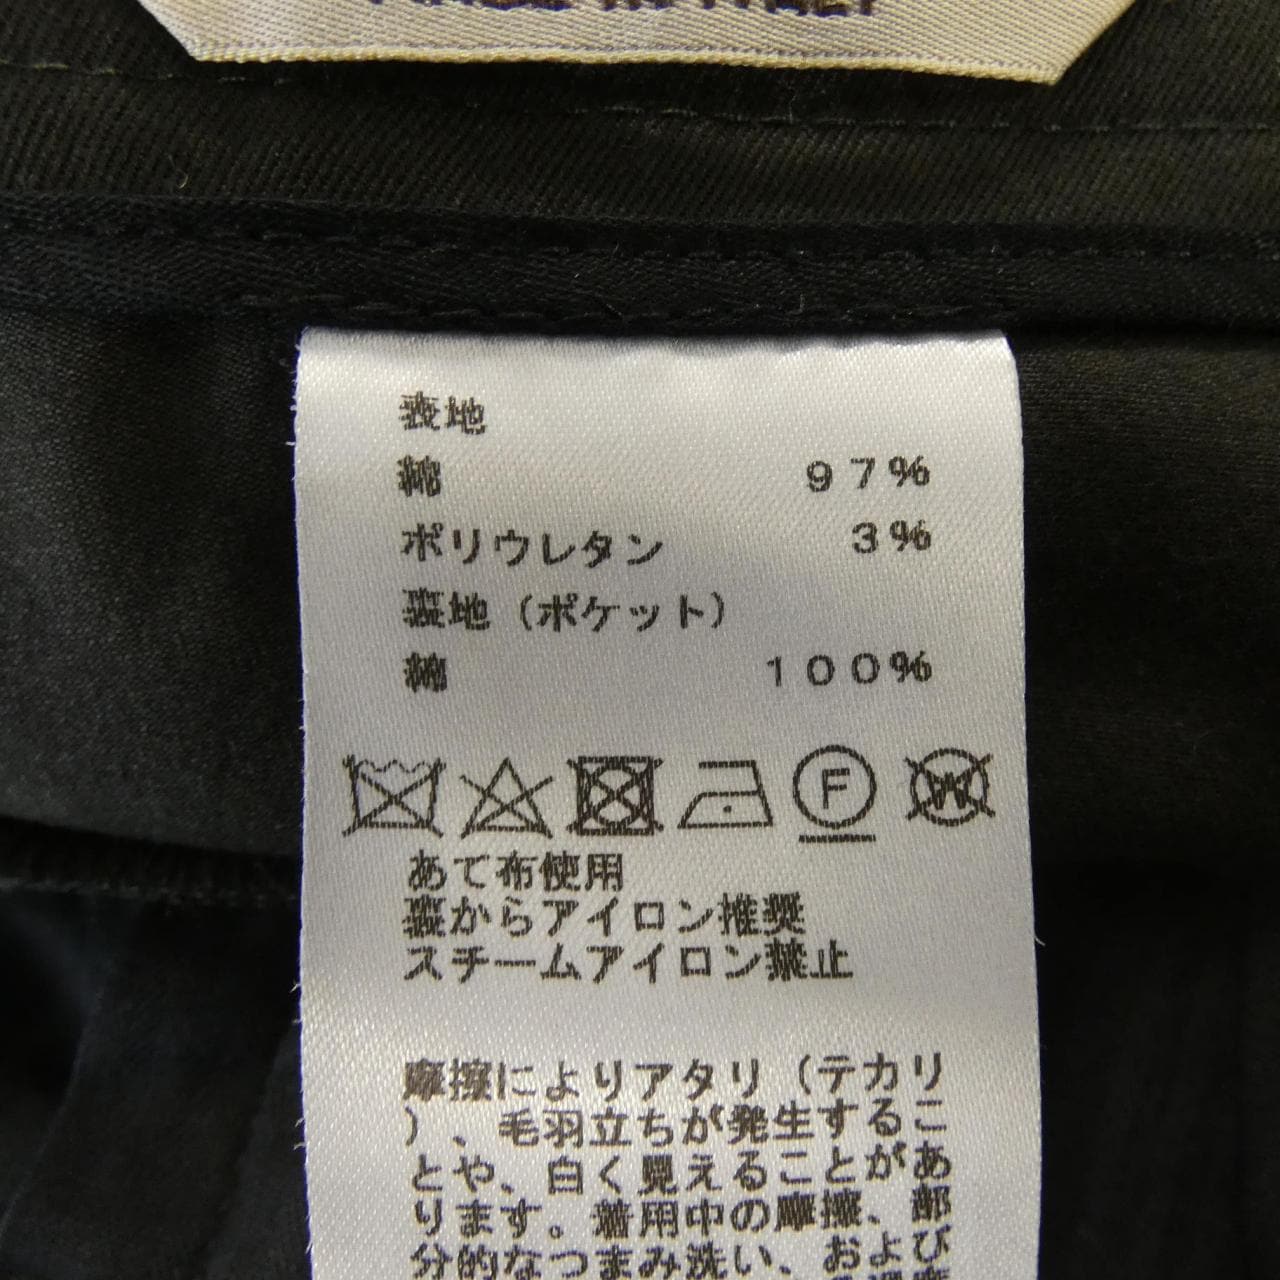 MADE IN ITALY
表地
綿 97%
ポリウレタン 3%
裏地（ポケット）
綿 100%
F W
あて布使用
裏からアイロン推奨
スチームアイロン禁止
摩擦によりアタリ（テカリ
）、毛羽立ちが発生するこ
とや、白く見えることがあ
ります。着用中の摩擦、部
分的なつまみ洗い、および